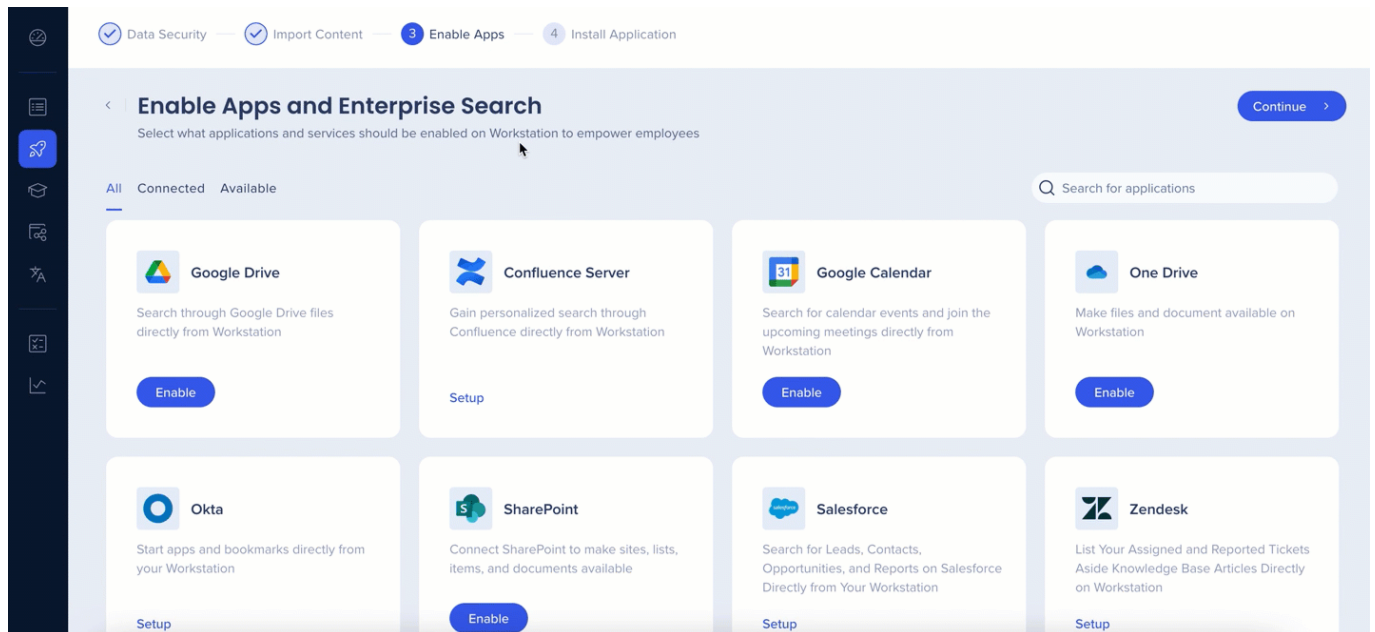 Data Security
Import Content
3 Enable Apps
4 Install Application
Enable Apps and Enterprise Search
Continue
Select what applications and services should be enabled on Workstation to empower employees
All Connected Available
Search for applications
Google Drive
Search through Google Drive files
directly from Workstation
Enable
Confluence Server
Gain personalized search through
Confluence directly from Workstation
Setup
31
Google Calendar
Search for calendar events and join the
upcoming meetings directly from
Workstation
Enable
One Drive
Make files and document available on
Workstation
Enable
Okta
Start apps and bookmarks directly from
your Workstation
Setup
S
SharePoint
Connect SharePoint to make sites, lists,
items, and documents available
Enable
salesforce
Salesforce
Search for Leads, Contacts,
Opportunities, and Reports on Salesforce
Directly from Your Workstation
Setup
Zendesk
List Your Assigned and Reported Tickets
Aside Knowledge Base Articles Directly
on Workstation
Setup